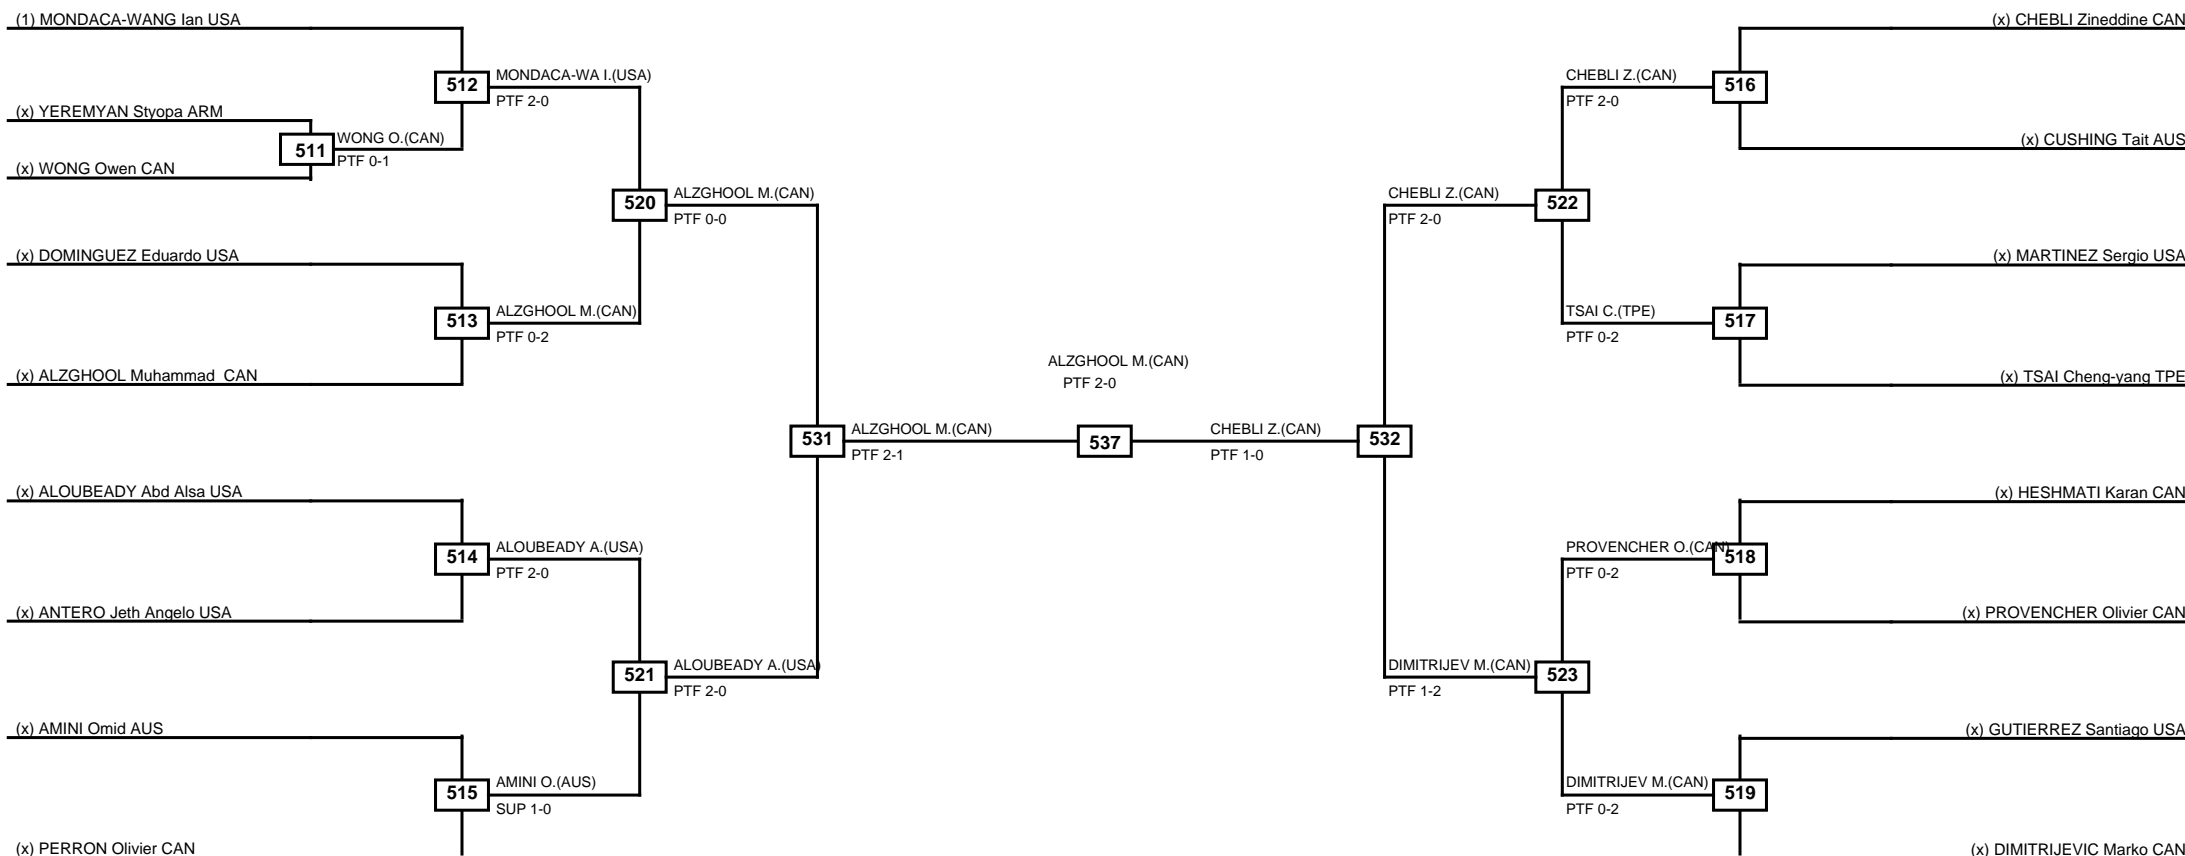 (1) MONDACA-WANG Ian USA
(x) CHEBLI Zineddine CAN
512
MONDACA-WA I.(USA)
PTF 2-0
CHEBLI Z.(CAN)
PTF 2-0
516
(x) YEREMYAN Styopa ARM
511
WONG O.(CAN)
PTF 0-1
(x) CUSHING Tait AUS
(x) WONG Owen CAN
520
ALZGHOOL M.(CAN)
PTF 0-0
CHEBLI Z.(CAN)
PTF 2-0
522
(x) DOMINGUEZ Eduardo USA
(x) MARTINEZ Sergio USA
513
ALZGHOOL M.(CAN)
PTF 0-2
TSAI C.(TPE)
PTF 0-2
517
ALZGHOOL M.(CAN)
PTF 2-0
(x) ALZGHOOL Muhammad  CAN
(x) TSAI Cheng-yang TPE
531
ALZGHOOL M.(CAN)
PTF 2-1
537
CHEBLI Z.(CAN)
PTF 1-0
532
(x) ALOUBEADY Abd Alsa USA
(x) HESHMATI Karan CAN
514
ALOUBEADY A.(USA)
PTF 2-0
PROVENCHER O.(CAN)
PTF 0-2
518
(x) ANTERO Jeth Angelo USA
(x) PROVENCHER Olivier CAN
521
ALOUBEADY A.(USA)
PTF 2-0
DIMITRIJEV M.(CAN)
PTF 1-2
523
(x) AMINI Omid AUS
(x) GUTIERREZ Santiago USA
515
AMINI O.(AUS)
SUP 1-0
DIMITRIJEV M.(CAN)
PTF 0-2
519
(x) PERRON Olivier CAN
(x) DIMITRIJEVIC Marko CAN